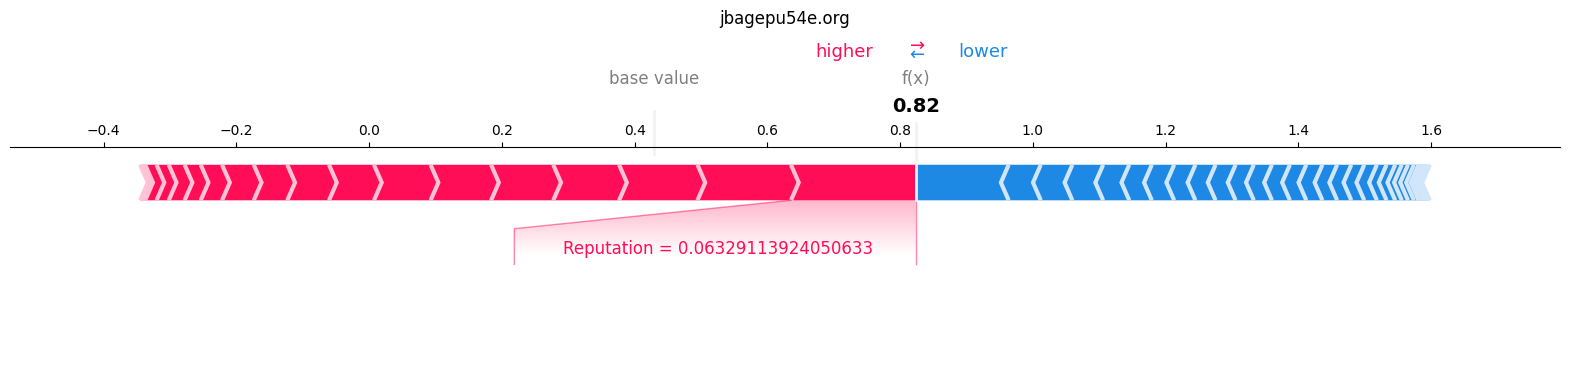 jbagepu54e.org
higher ⇄ lower
base value f(x)
0.82
−0.4 −0.2 0.0 0.2 0.4 0.6 0.8 1.0 1.2 1.4 1.6
Reputation = 0.06329113924050633